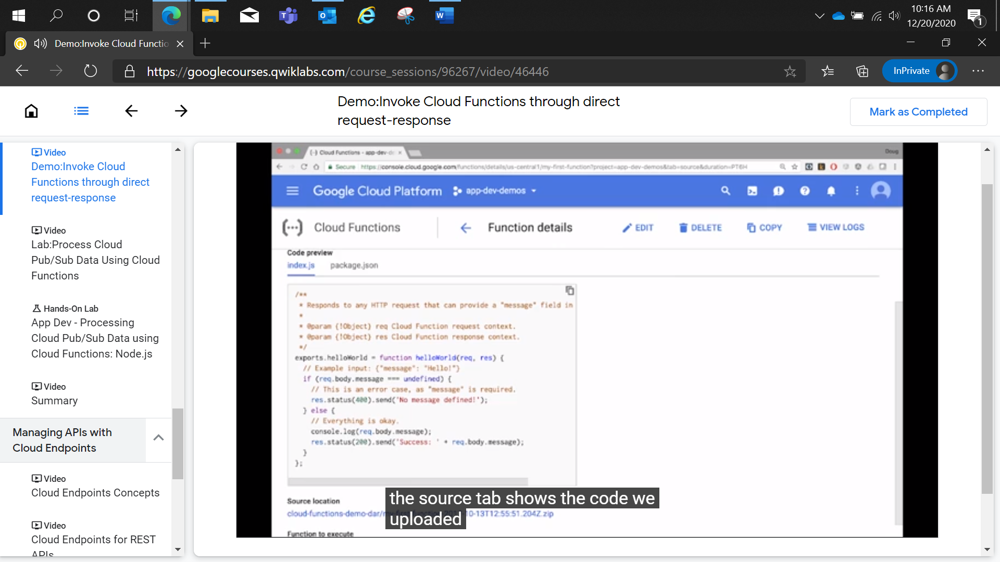 10:16 AM
12/20/2020
1
Demo:Invoke Cloud Functio
https://googlecourses.qwiklabs.com/course_sessions/96267/video/46446
InPrivate
Demo:Invoke Cloud Functions through direct
request-response
Mark as Completed
Video
Demo:Invoke Cloud
Functions through direct
request-response
Video
Lab:Process Cloud
Pub/Sub Data Using Cloud
Functions
Hands-On Lab
App Dev - Processing
Cloud Pub/Sub Data using
Cloud Functions: Node.js
Video
Summary
Managing APIs with
Cloud Endpoints
Video
Cloud Endpoints Concepts
Video
Cloud Endpoints for REST
APIs
Cloud Functions - app-dev-de
Doug
Secure https://console.cloud.google.com/functions/details/us-central1/my-first-function?project=app-dev-demos&tab=source&duration=PT6H
Google Cloud Platform app-dev-demos
Cloud Functions Function details EDIT DELETE COPY VIEW LOGS
Code preview
index.js package.json
/**
* Responds to any HTTP request that can provide a "message" field in
*
* @param {!Object} req Cloud Function request context.
* @param {!Object} res Cloud Function response context.
*/
exports.helloWorld = function helloWorld(req, res) {
// Example input: {"message": "Hello!"}
if (req.body.message === undefined) {
// This is an error case, as "message" is required.
res.status(400).send('No message defined!');
} else {
// Everything is okay.
console.log(req.body.message);
res.status(200).send('Success: ' + req.body.message);
}
};
Source location
cloud-functions-demo-dar/ 10-13T12:55:51.204Z.zip
Function to execute
the source tab shows the code we
uploaded